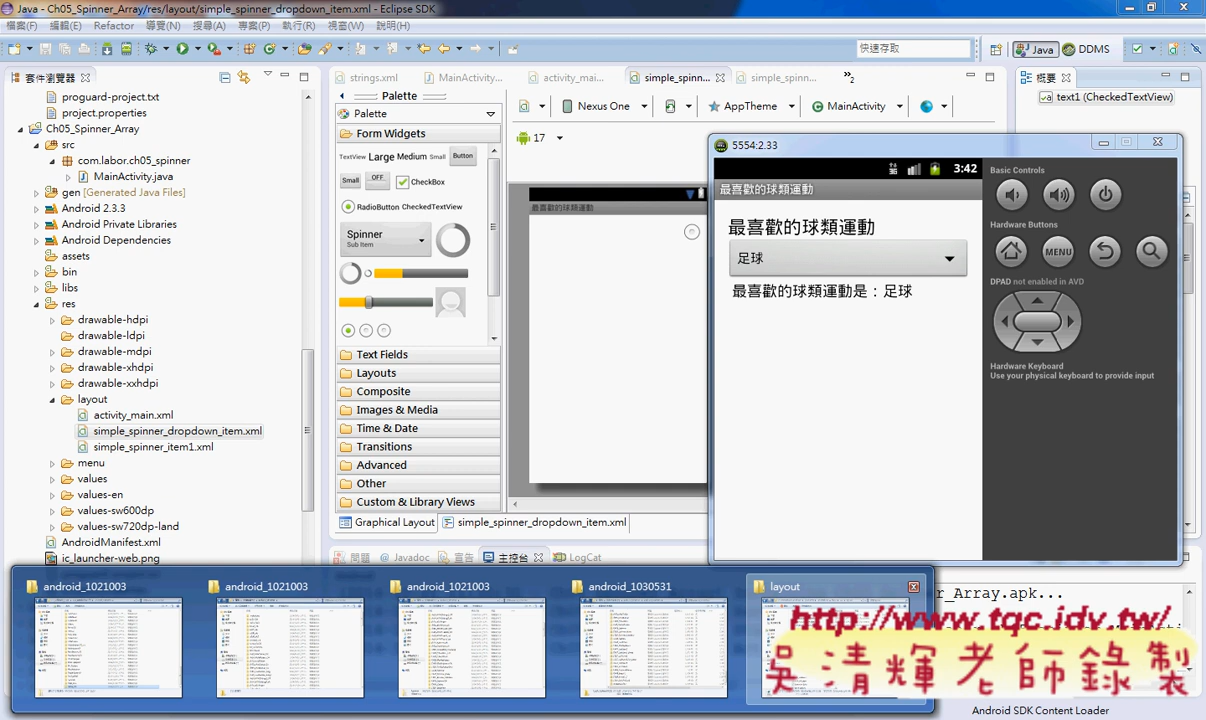 Java - Ch05_Spinner_Array/res/layout/simple_spinner_dropdown_item.xml - Eclipse SDK
檔案(F) 編輯(E) Refactor 導覽(N) 搜尋(A) 專案(P) 執行(R) 視窗(W) 說明(H)
快速存取
Java
DDMS
套件瀏覽器
proguard-project.txt
project.properties
Ch05_Spinner_Array
src
com.labor.ch05_spinner
MainActivity.java
gen [Generated Java Files]
Android 2.3.3
Android Private Libraries
Android Dependencies
assets
bin
libs
res
drawable-hdpi
drawable-ldpi
drawable-mdpi
drawable-xhdpi
drawable-xxhdpi
layout
activity_main.xml
simple_spinner_dropdown_item.xml
simple_spinner_item1.xml
menu
values
values-en
values-sw600dp
values-sw720dp-land
AndroidManifest.xml
ic_launcher-web.png
strings.xml
MainActivity...
activity_mai...
simple_spinn...
simple_spinn...
»2
Palette
Palette
Form Widgets
TextView Large Medium Small Button
Small OFF CheckBox
RadioButton CheckedTextView
Spinner
Sub Item
Text Fields
Layouts
Composite
Images & Media
Time & Date
Transitions
Advanced
Other
Custom & Library Views
Graphical Layout
simple_spinner_dropdown_item.xml
Nexus One
AppTheme
MainActivity
17
最喜歡的球類運動
概要
text1 (CheckedTextView)
5554:2.33
3:42
最喜歡的球類運動
最喜歡的球類運動
足球
最喜歡的球類運動是：足球
Basic Controls
Hardware Buttons
MENU
DPAD not enabled in AVD
Hardware Keyboard
Use your physical keyboard to provide input
問題
Javadoc
宣告
主控台
LogCat
android_1021003
android_1021003
android_1021003
android_1030531
layout
r_Array.apk...
http://www.tqc.idv.tw/
吳清輝老師錄製
Android SDK Content Loader